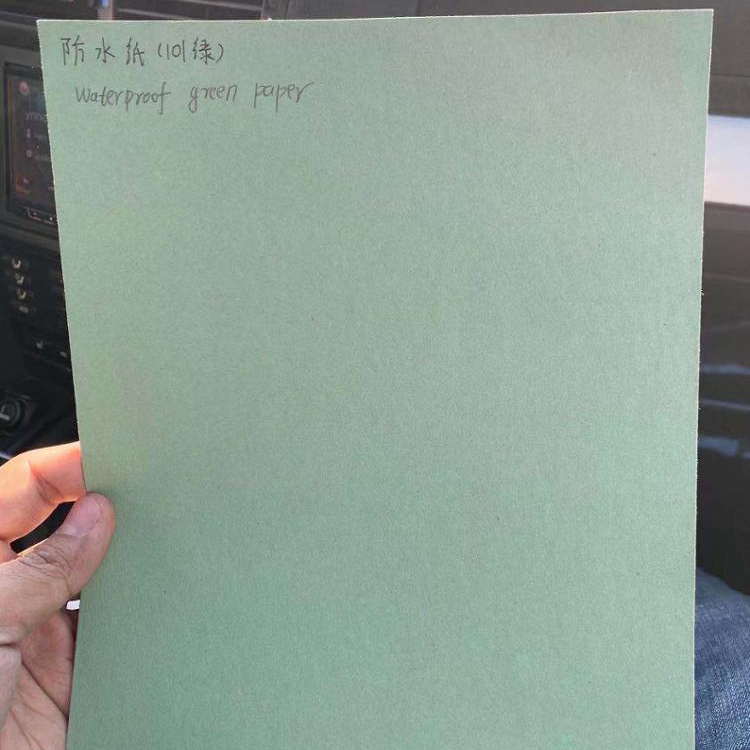 防水纸(101绿)
Waterproof green paper